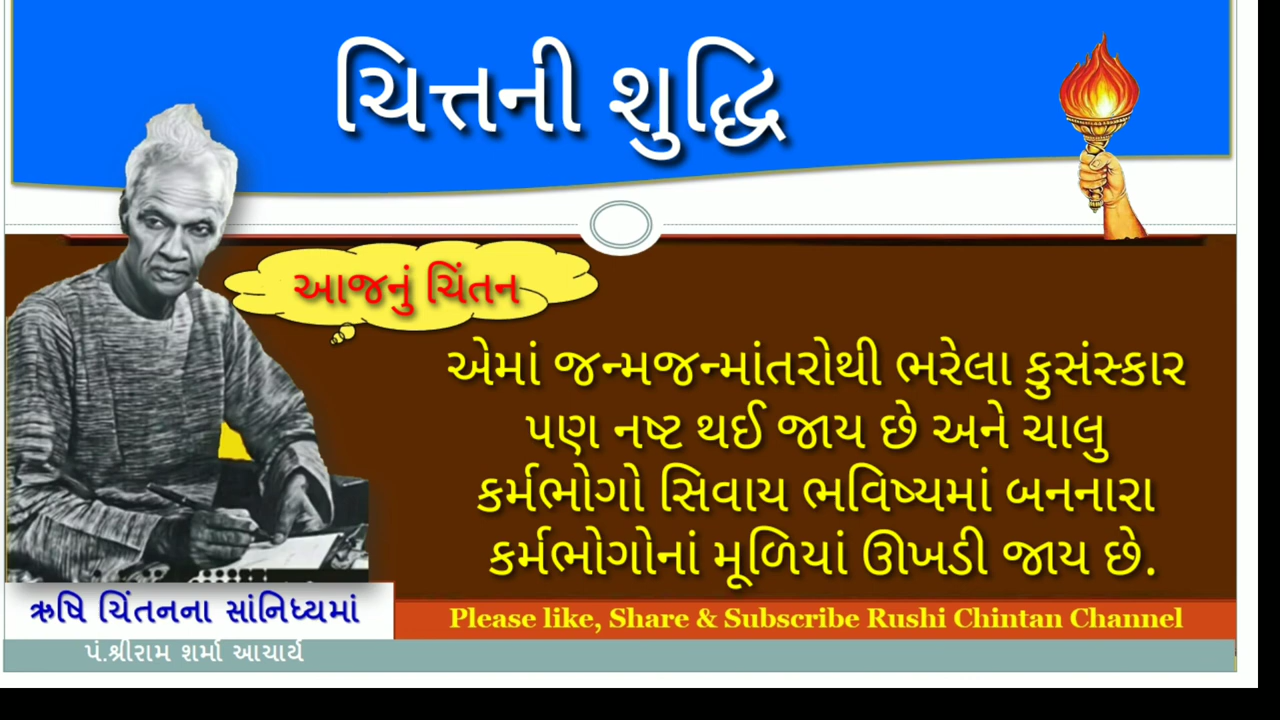 ચિત્તની શુદ્ધિ
આજનું ચિંતન
એમાં જન્મજન્માંતરોથી ભરેલા કુસંસ્કાર
પણ નષ્ટ થઈ જાય છે અને ચાલુ
કર્મભોગો સિવાય ભવિષ્યમાં બનનારા
કર્મભોગોનાં મૂળિયાં ઊખડી જાય છે.
ઋષિ ચિંતનના સાંનિધ્યમાં
Please like, Share & Subscribe Rushi Chintan Channel
પં.શ્રીરામ શર્મા આચાર્ય